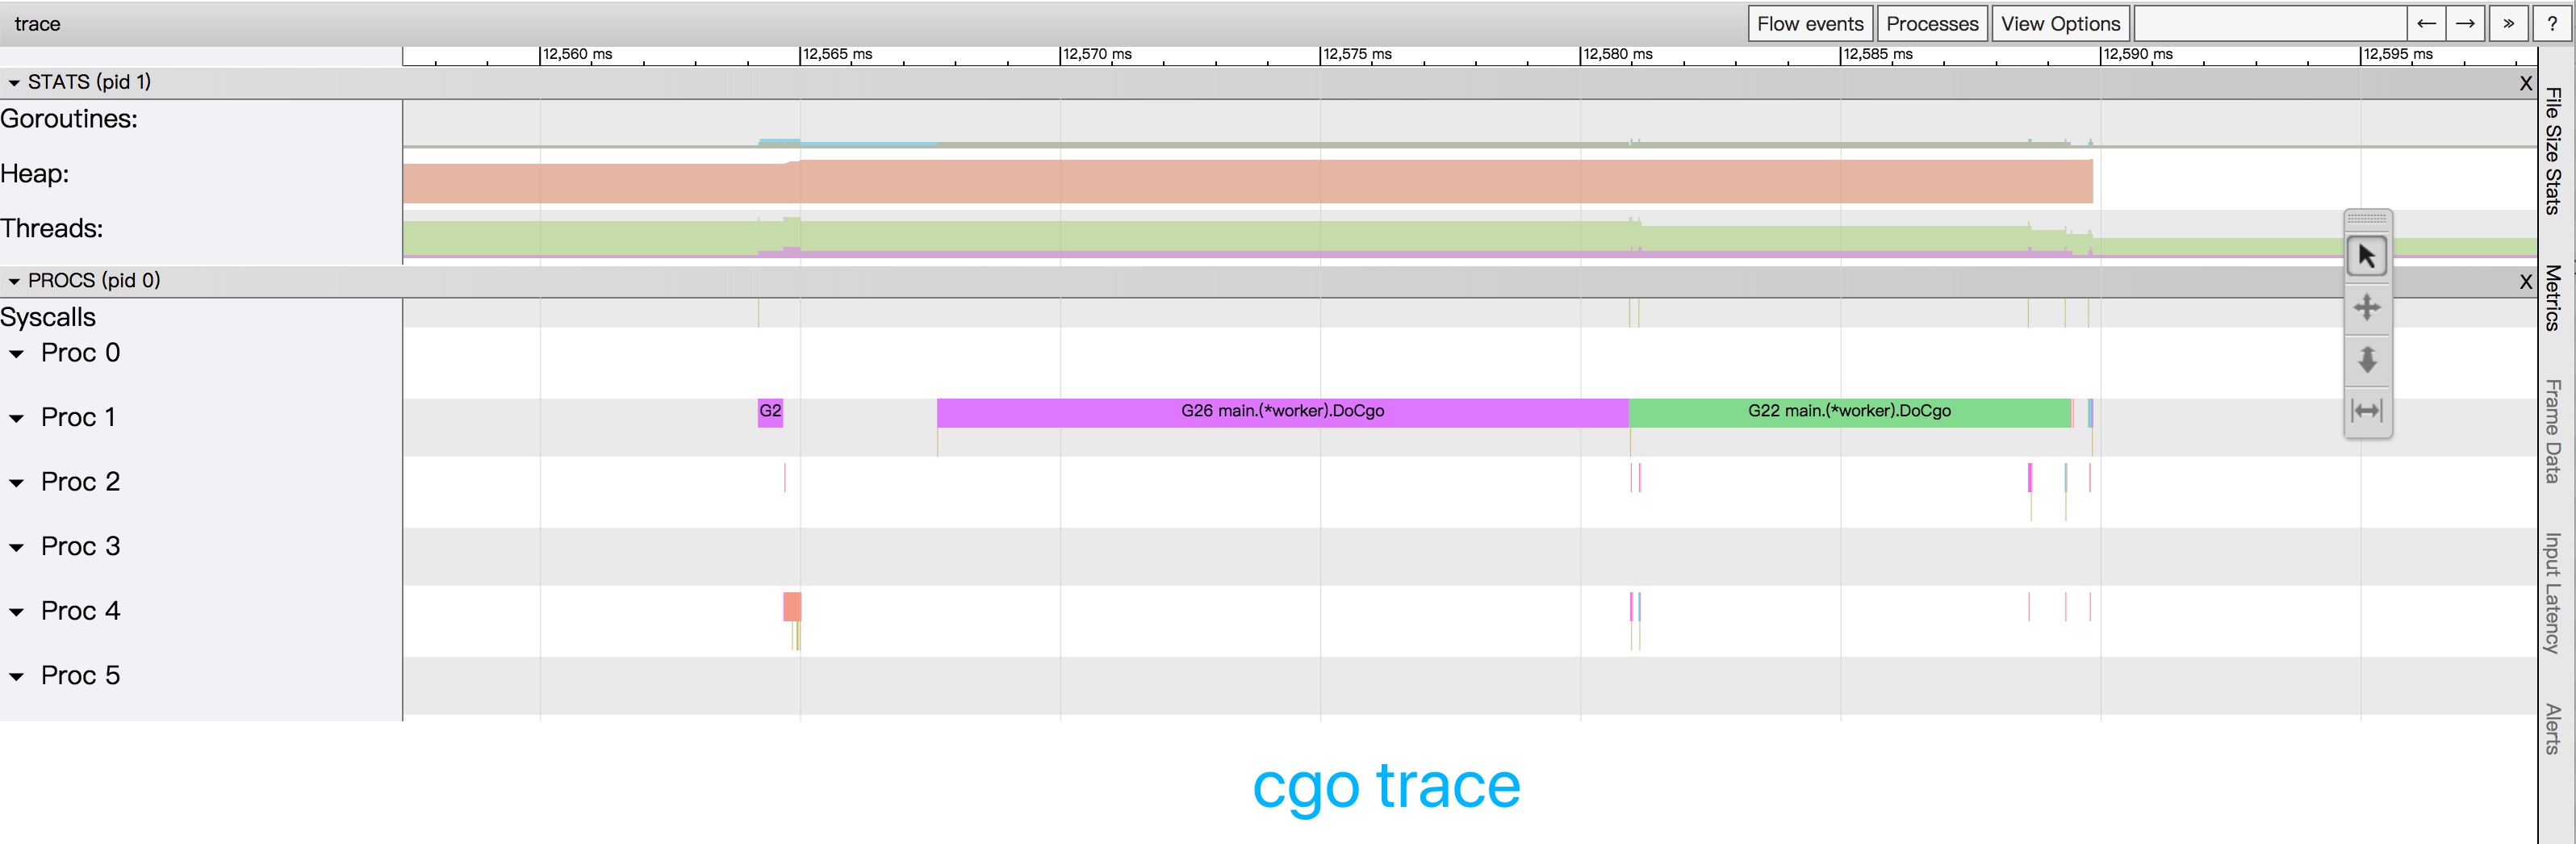 trace Flow events Processes View Options ← → » ?
12,560 ms 12,565 ms 12,570 ms 12,575 ms 12,580 ms 12,585 ms 12,590 ms 12,595 ms
STATS (pid 1) X
Goroutines:
Heap:
Threads:
PROCS (pid 0) X
Syscalls
Proc 0
Proc 1 G2 G26 main.(*worker).DoCgo G22 main.(*worker).DoCgo
Proc 2
Proc 3
Proc 4
Proc 5
File Size Stats
Metrics
Frame Data
Input Latency
Alerts
cgo trace